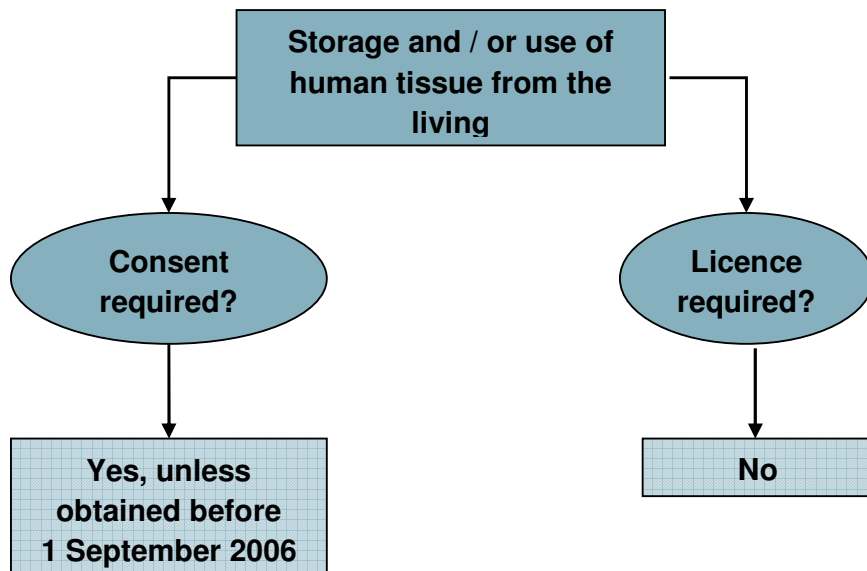 Storage and / or use of
human tissue from the
living
Consent
required?
Licence
required?
Yes, unless
obtained before
1 September 2006
No